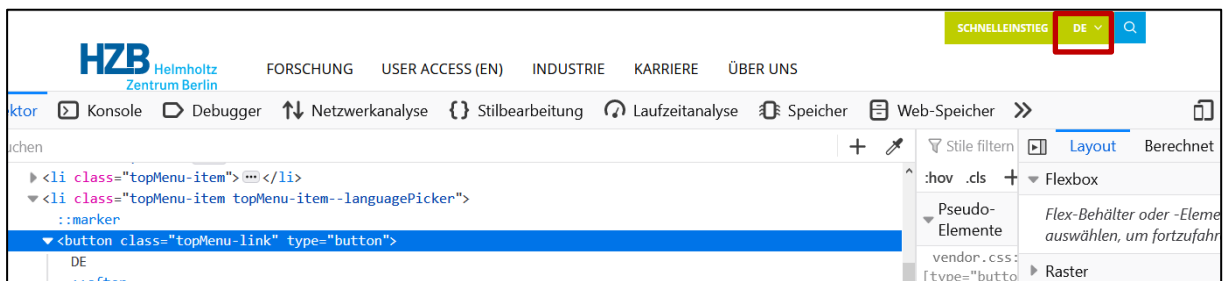 SCHNELLEINSTIEG DE
HZB Helmholtz
Zentrum Berlin
FORSCHUNG USER ACCESS (EN) INDUSTRIE KARRIERE ÜBER UNS
ktor Konsole Debugger Netzwerkanalyse {} Stilbearbeitung Laufzeitanalyse Speicher Web-Speicher
uchen + Stile filtern Layout Berechnet
<li class="topMenu-item"> ⋯ </li>
:hov .cls + Flexbox
<li class="topMenu-item topMenu-item--languagePicker">
::marker
Pseudo-
Elemente
Flex-Behälter oder -Eleme
auswählen, um fortzufahr
<button class="topMenu-link" type="button">
DE
vendor.css:
[type="butto
Raster